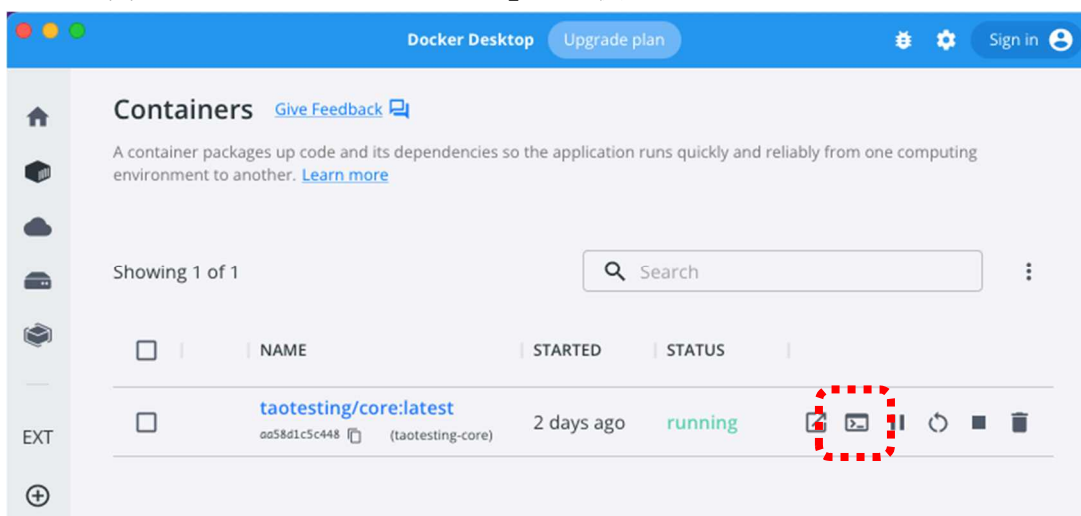 Docker Desktop Upgrade plan Sign in
Containers Give Feedback
A container packages up code and its dependencies so the application runs quickly and reliably from one computing
environment to another. Learn more
Showing 1 of 1
Search
NAME STARTED STATUS
taotesting/core:latest
aa58d1c5c448 (taotesting-core)
2 days ago running
EXT